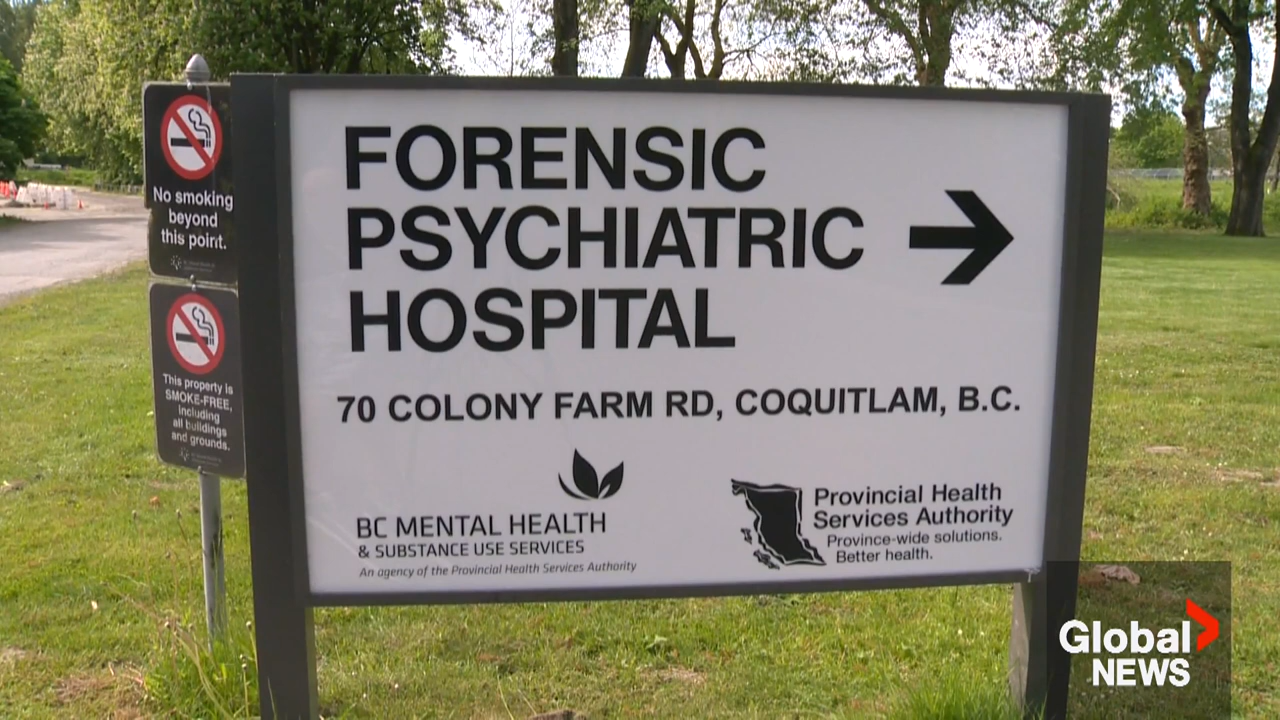 No smoking
beyond
this point.
This property is
SMOKE-FREE,
including
all buildings
and grounds.
FORENSIC
PSYCHIATRIC
HOSPITAL
70 COLONY FARM RD, COQUITLAM, B.C.
BC MENTAL HEALTH
& SUBSTANCE USE SERVICES
An agency of the Provincial Health Services Authority
Provincial Health
Services Authority
Province-wide solutions.
Better health.
Global
NEWS